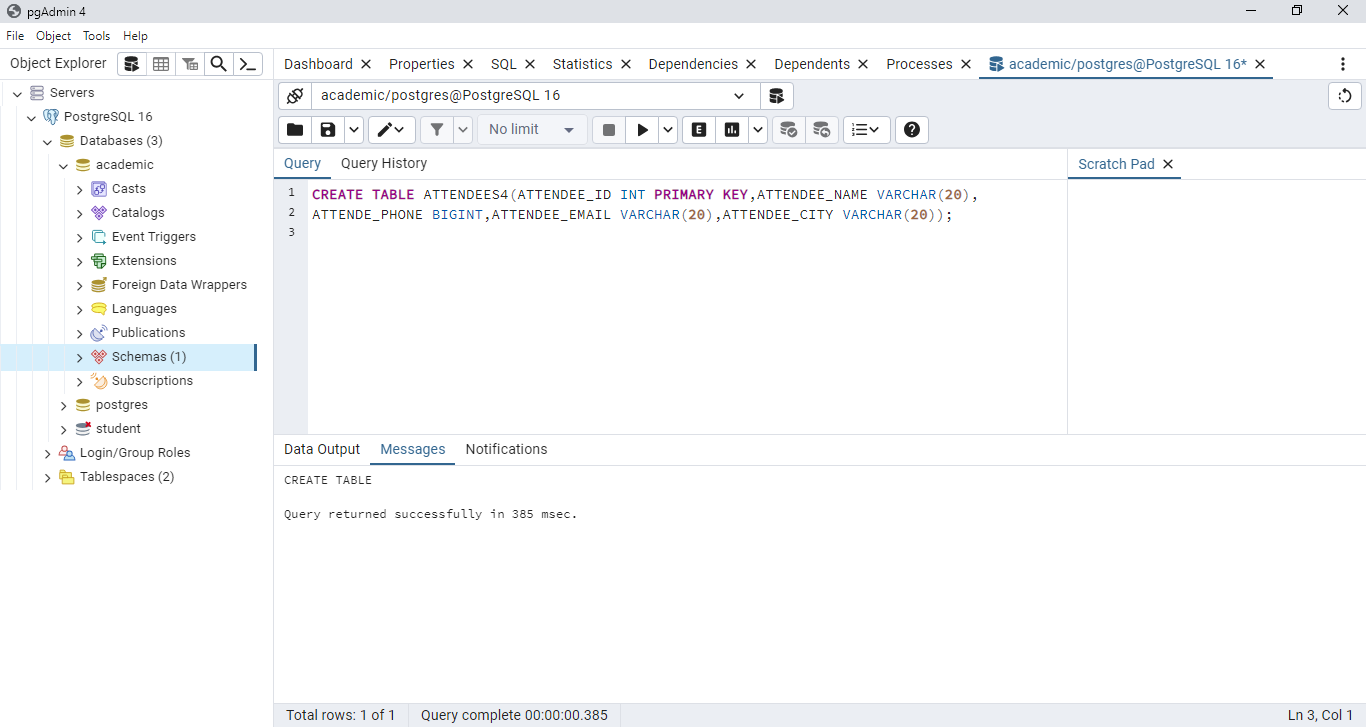 pgAdmin 4
File Object Tools Help
Object Explorer
Dashboard Properties SQL Statistics Dependencies Dependents Processes academic/postgres@PostgreSQL 16*
Servers
PostgreSQL 16
Databases (3)
academic
Casts
Catalogs
Event Triggers
Extensions
Foreign Data Wrappers
Languages
Publications
Schemas (1)
Subscriptions
postgres
student
Login/Group Roles
Tablespaces (2)
academic/postgres@PostgreSQL 16
No limit
E
Query Query History
Scratch Pad
1 CREATE TABLE ATTENDEES4(ATTENDEE_ID INT PRIMARY KEY,ATTENDEE_NAME VARCHAR(20),
2 ATTENDE_PHONE BIGINT,ATTENDEE_EMAIL VARCHAR(20),ATTENDEE_CITY VARCHAR(20));
3
Data Output Messages Notifications
CREATE TABLE
Query returned successfully in 385 msec.
Total rows: 1 of 1 Query complete 00:00:00.385 Ln 3, Col 1